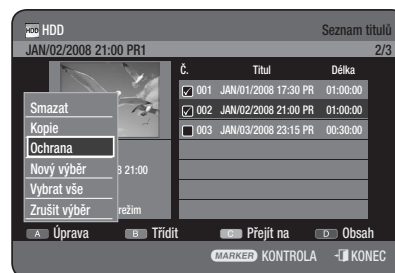 HDD HDD Seznam titulů
JAN/02/2008 21:00 PR1 2/3
Č. Titul Délka
001 JAN/01/2008 17:30 PR 01:00:00
002 JAN/02/2008 21:00 PR 01:00:00
003 JAN/03/2008 23:15 PR 00:30:00
Smazat
Kopie
Ochrana
Nový výběr
Vybrat vše
Zrušit výběr
21:00
režim
A Úprava B Třídit C Přejít na D Obsah
MARKER KONTROLA KONEC